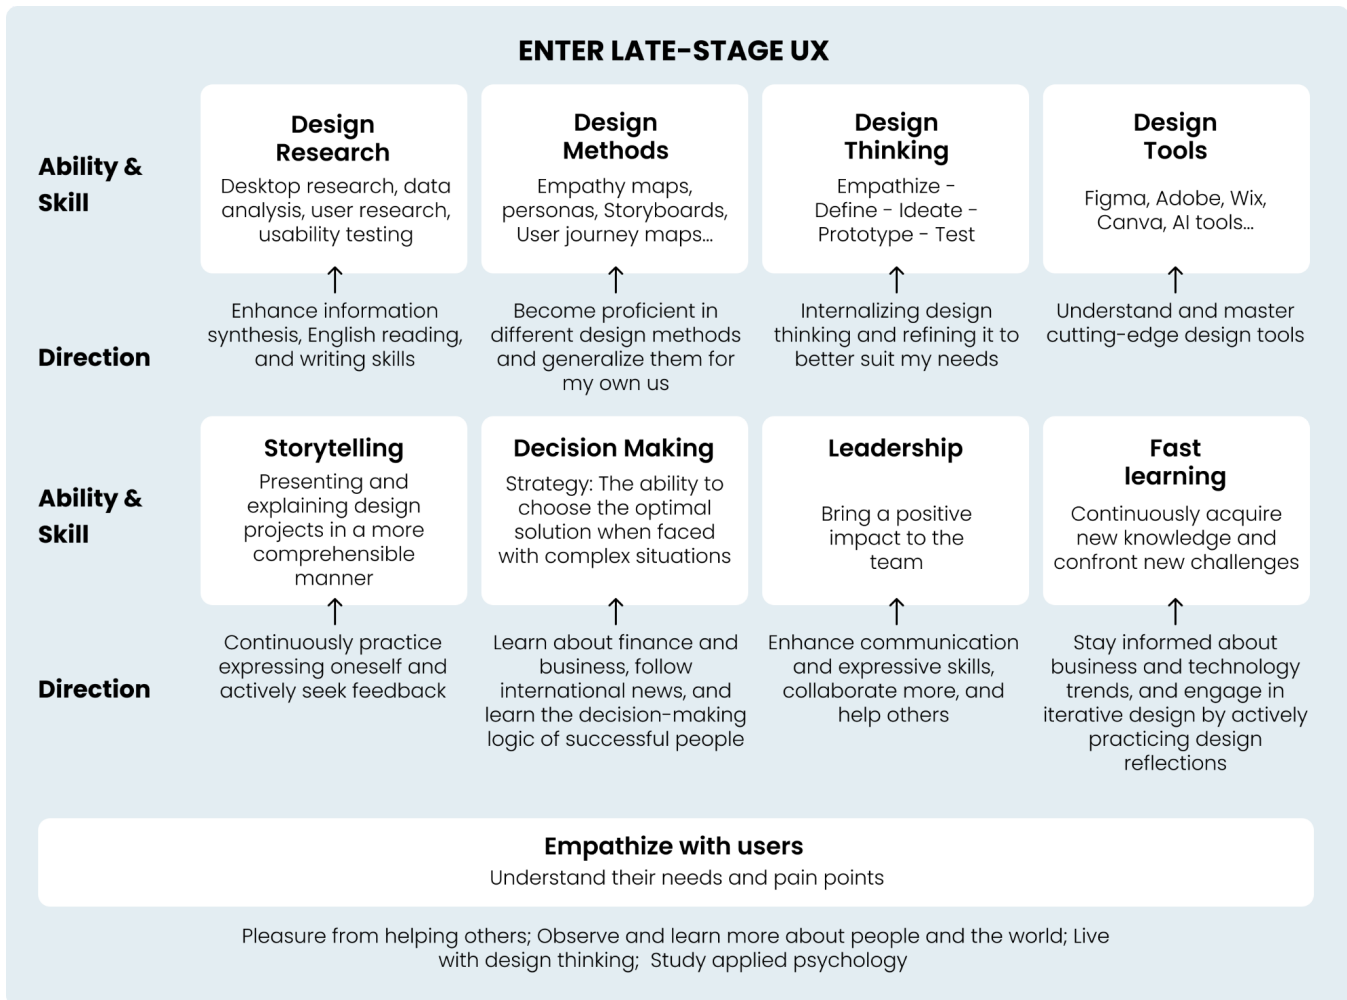 ENTER LATE-STAGE UX
Ability &
Skill
Design
Research
Desktop research, data
analysis, user research,
usability testing
Design
Methods
Empathy maps,
personas, Storyboards,
User journey maps...
Design
Thinking
Empathize -
Define - Ideate -
Prototype - Test
Design
Tools
Figma, Adobe, Wix,
Canva, AI tools...
Direction
Enhance information
synthesis, English reading,
and writing skills
Become proficient in
different design methods
and generalize them for
my own us
Internalizing design
thinking and refining it to
better suit my needs
Understand and master
cutting-edge design tools
Ability &
Skill
Storytelling
Presenting and
explaining design
projects in a more
comprehensible
manner
Decision Making
Strategy: The ability to
choose the optimal
solution when faced
with complex situations
Leadership
Bring a positive
impact to the
team
Fast
learning
Continuously acquire
new knowledge and
confront new challenges
Direction
Continuously practice
expressing oneself and
actively seek feedback
Learn about finance and
business, follow
international news, and
learn the decision-making
logic of successful people
Enhance communication
and expressive skills,
collaborate more, and
help others
Stay informed about
business and technology
trends, and engage in
iterative design by actively
practicing design
reflections
Empathize with users
Understand their needs and pain points
Pleasure from helping others; Observe and learn more about people and the world; Live
with design thinking;  Study applied psychology